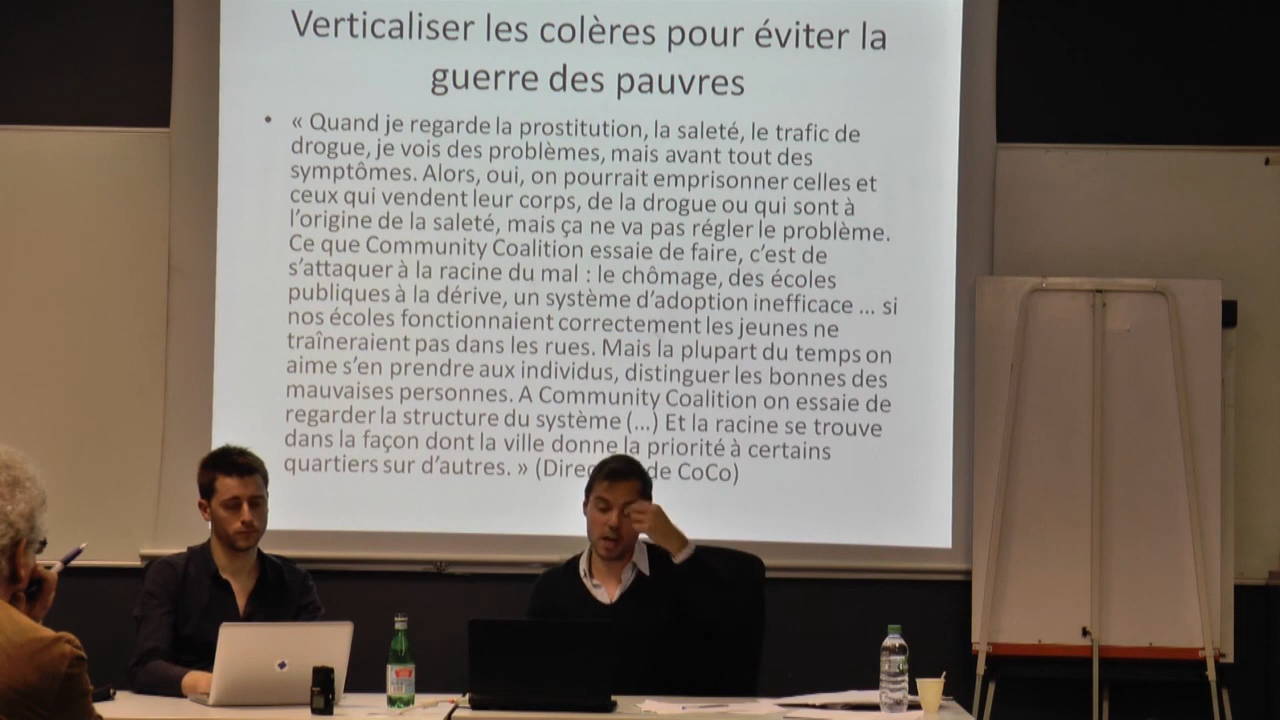 Verticaliser les colères pour éviter la
guerre des pauvres
• « Quand je regarde la prostitution, la saleté, le trafic de
drogue, je vois des problèmes, mais avant tout des
symptômes. Alors, oui, on pourrait emprisonner celles et
ceux qui vendent leur corps, de la drogue ou qui sont à
l'origine de la saleté, mais ça ne va pas régler le problème.
Ce que Community Coalition essaie de faire, c'est de
s'attaquer à la racine du mal : le chômage, des écoles
publiques à la dérive, un système d'adoption inefficace ... si
nos écoles fonctionnaient correctement les jeunes ne
traîneraient pas dans les rues. Mais la plupart du temps on
aime s'en prendre aux individus, distinguer les bonnes des
mauvaises personnes. A Community Coalition on essaie de
regarder la structure du système (...) Et la racine se trouve
dans la façon dont la ville donne la priorité à certains
quartiers sur d'autres. » (Direc de CoCo)